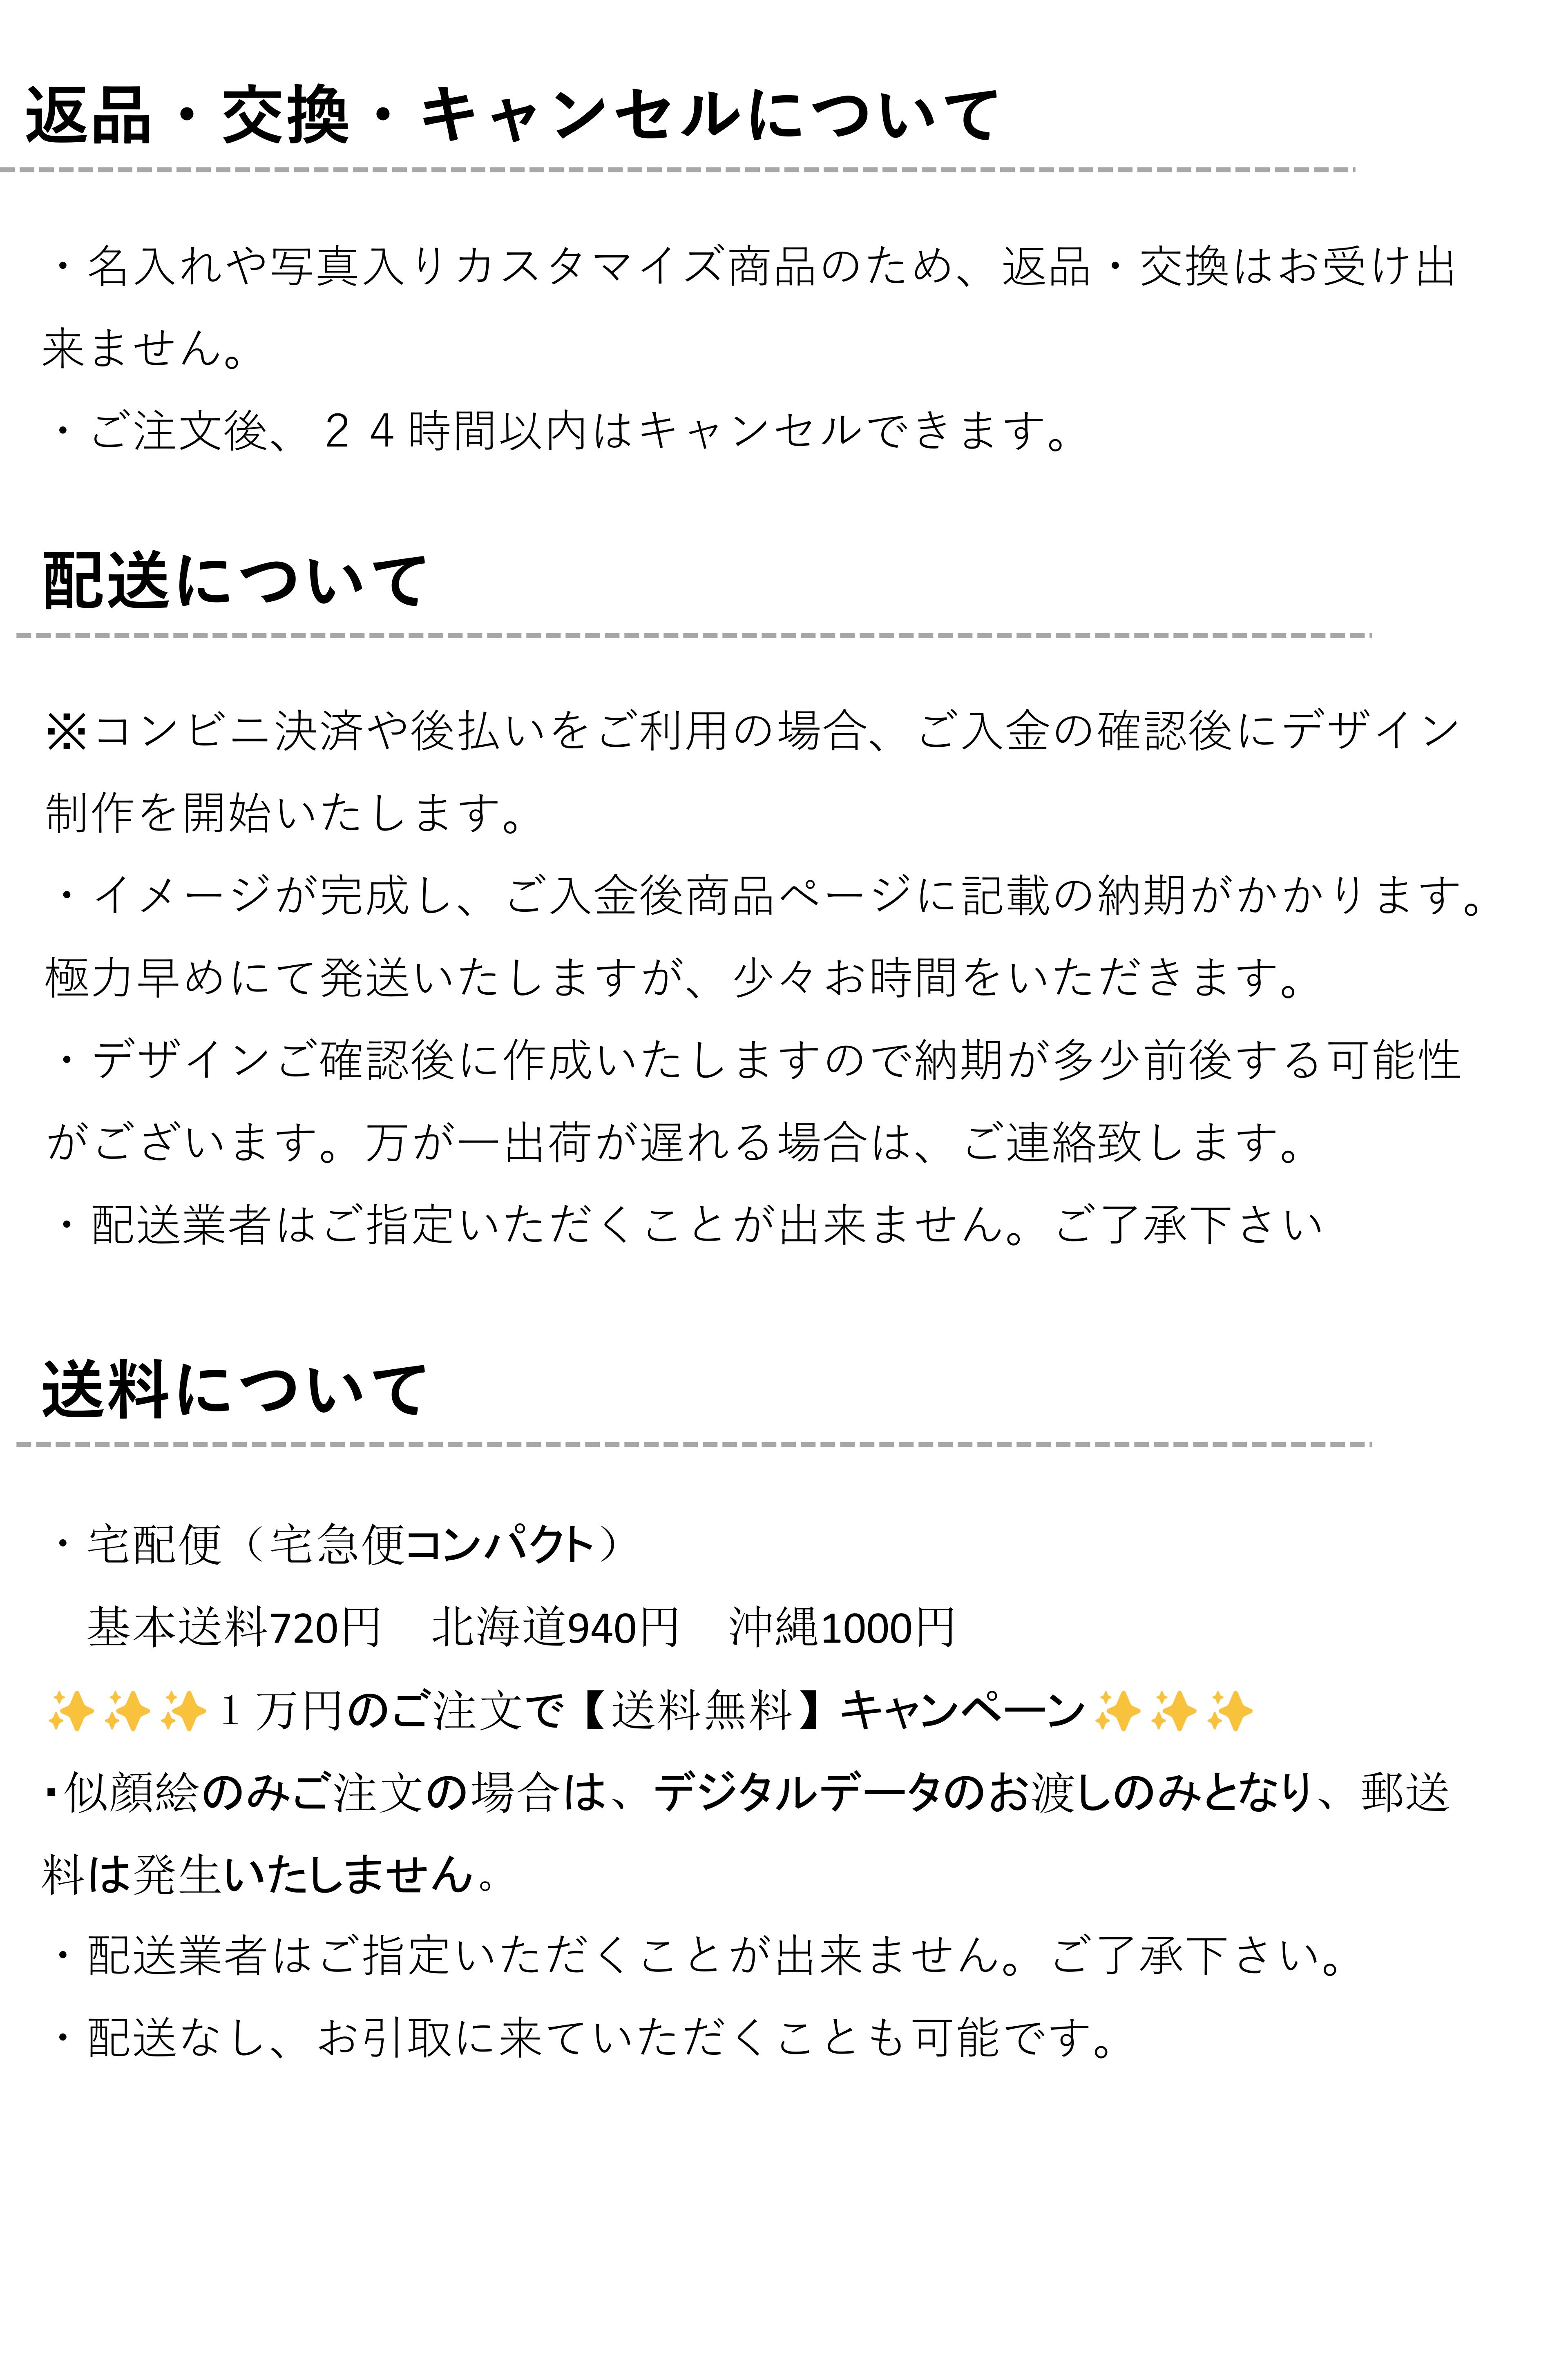 返品・交換・キャンセルについて
・名入れや写真入りカスタマイズ商品のため、返品・交換はお受け出
来ません。
・ご注文後、２４時間以内はキャンセルできます。
配送について
※コンビニ決済や後払いをご利用の場合、ご入金の確認後にデザイン
制作を開始いたします。
・イメージが完成し、ご入金後商品ページに記載の納期がかかります。
極力早めにて発送いたしますが、少々お時間をいただきます。
・デザインご確認後に作成いたしますので納期が多少前後する可能性
がございます。万が一出荷が遅れる場合は、ご連絡致します。
・配送業者はご指定いただくことが出来ません。ご了承下さい
送料について
・宅配便（宅急便コンパクト）
基本送料720円　北海道940円　沖縄1000円
✨✨✨１万円のご注文で【送料無料】キャンペーン✨✨✨
・似顔絵のみご注文の場合は、デジタルデータのお渡しのみとなり、郵送
料は発生いたしません。
・配送業者はご指定いただくことが出来ません。ご了承下さい。
・配送なし、お引取に来ていただくことも可能です。